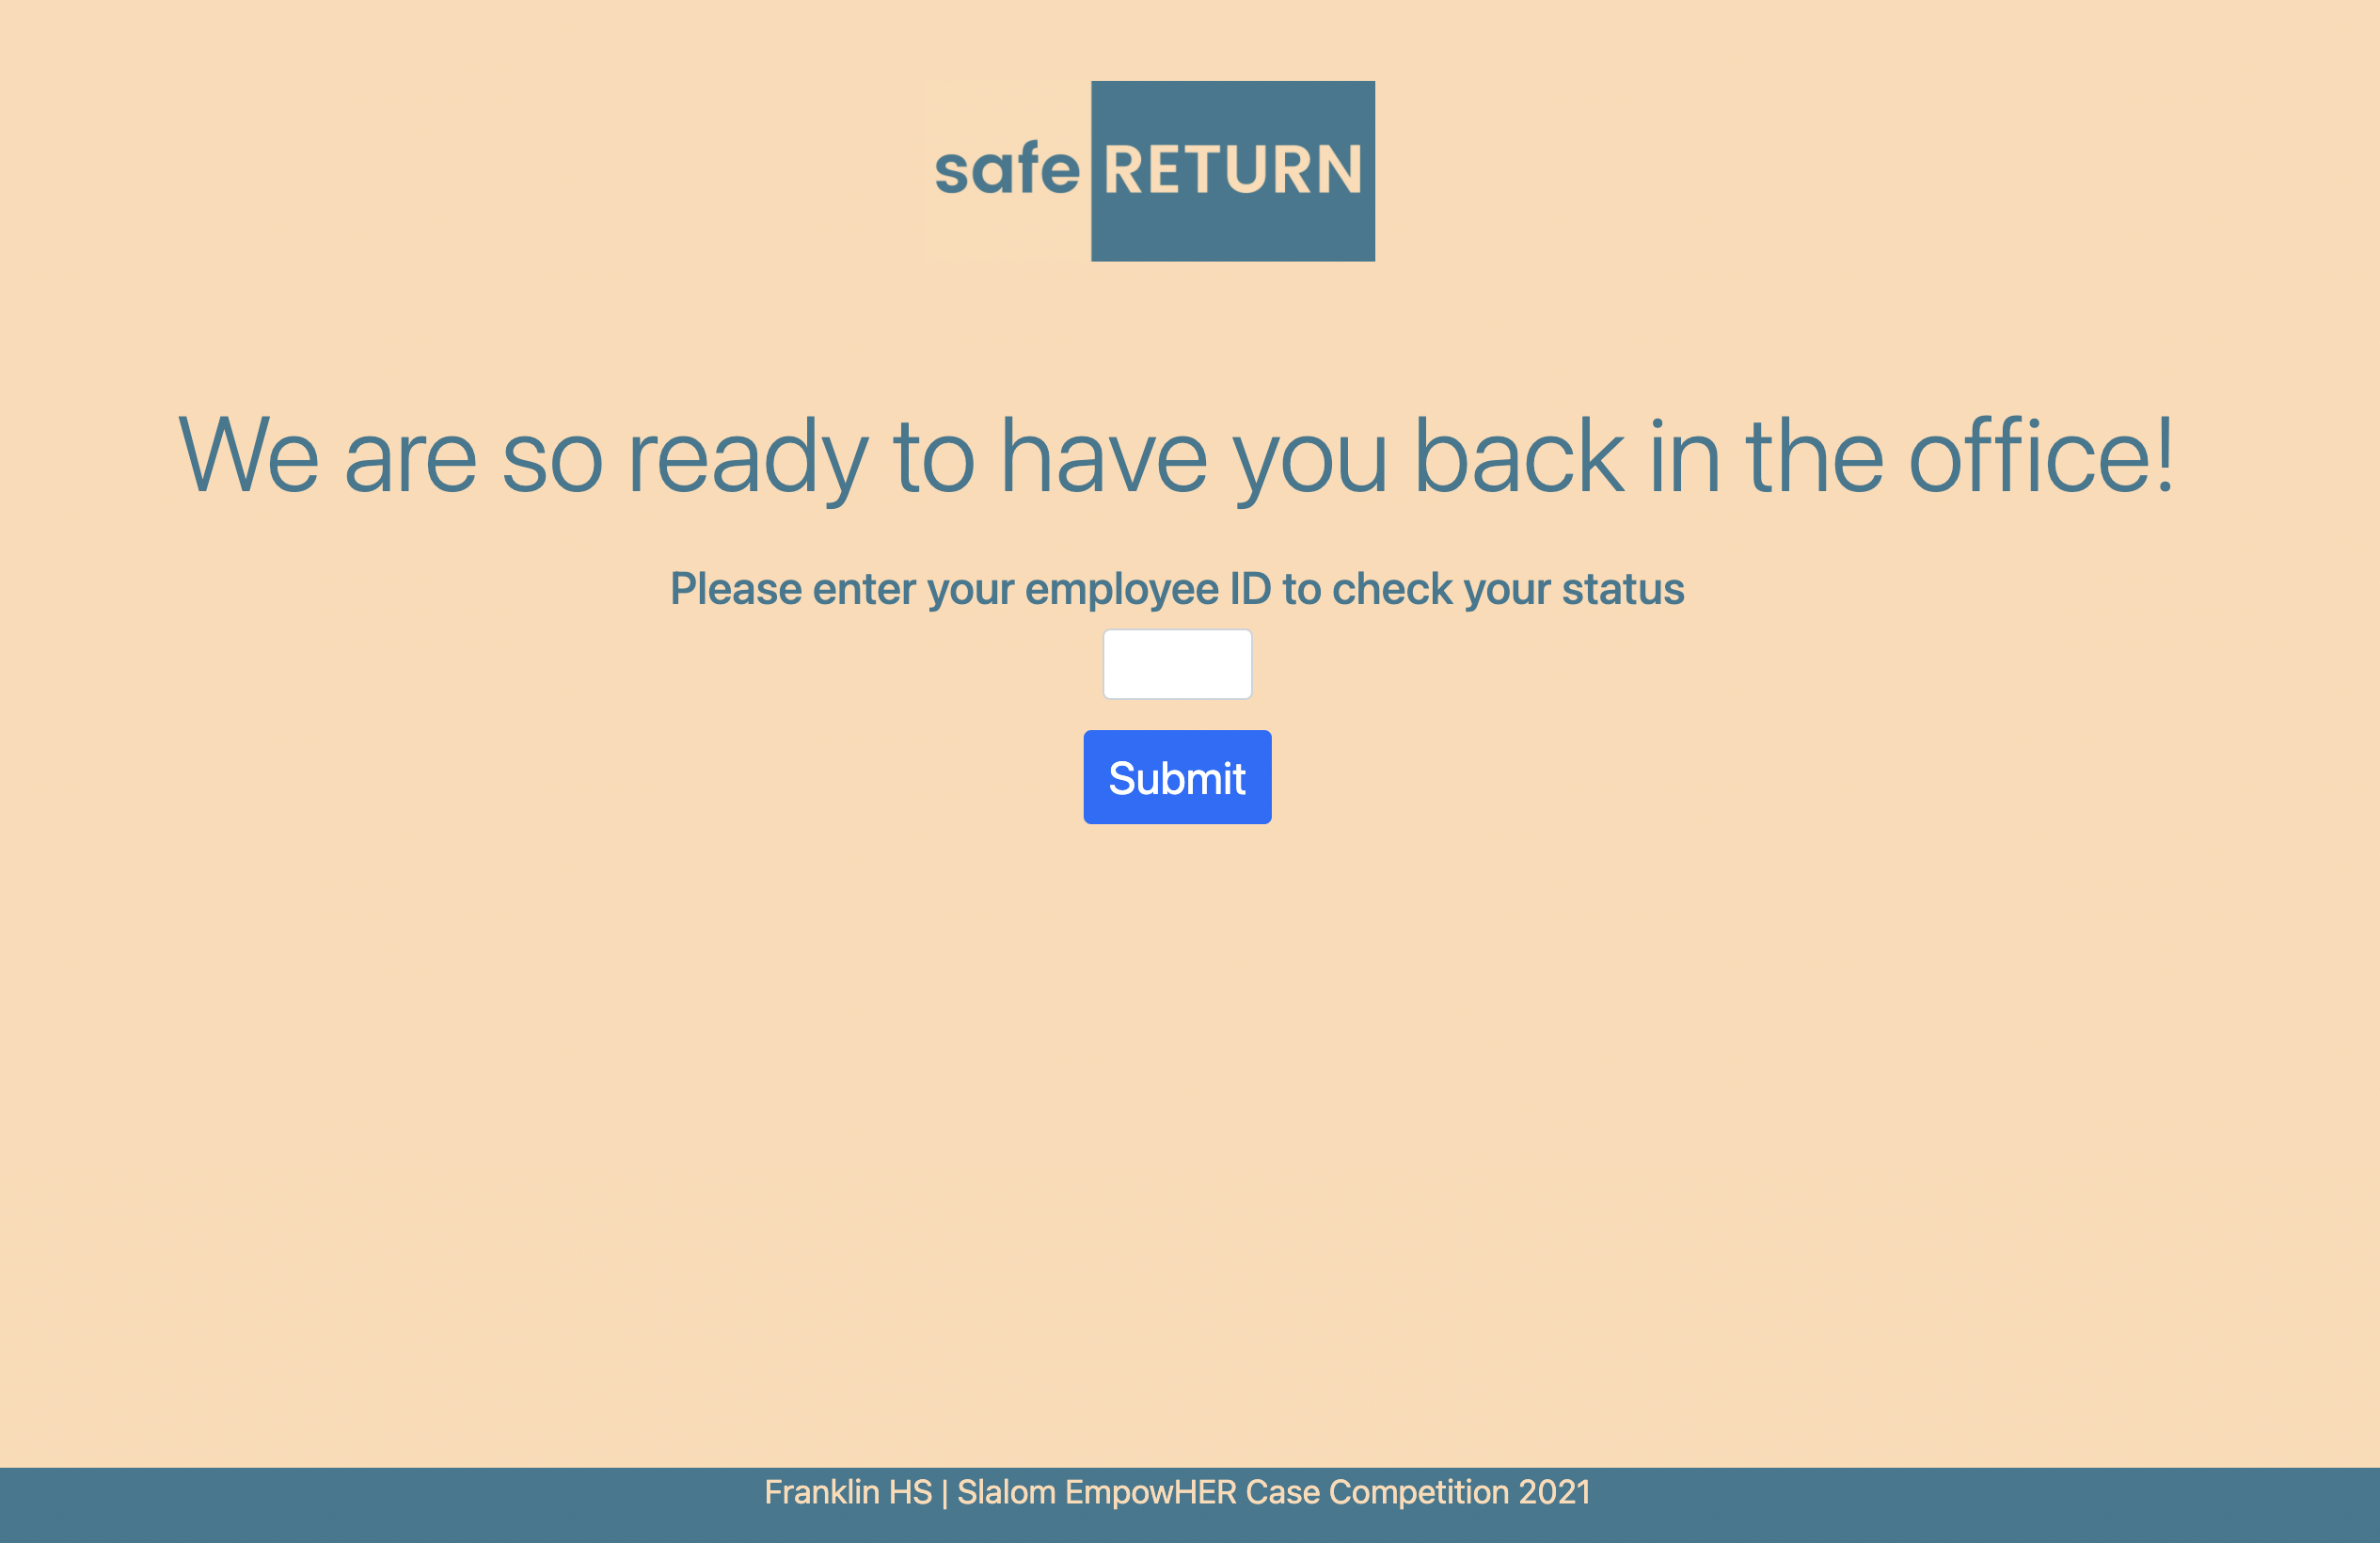 safe RETURN
We are so ready to have you back in the office!
Please enter your employee ID to check your status
Submit
Franklin HS | Slalom EmpowHER Case Competition 2021